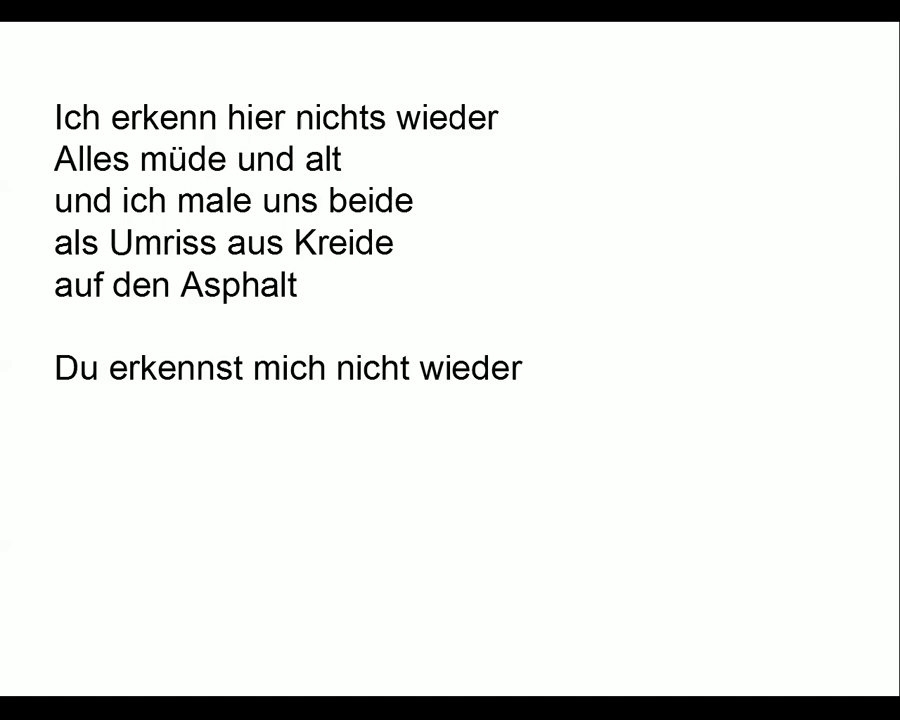 Ich erkenn hier nichts wieder
Alles müde und alt
und ich male uns beide
als Umriss aus Kreide
auf den Asphalt
Du erkennst mich nicht wieder